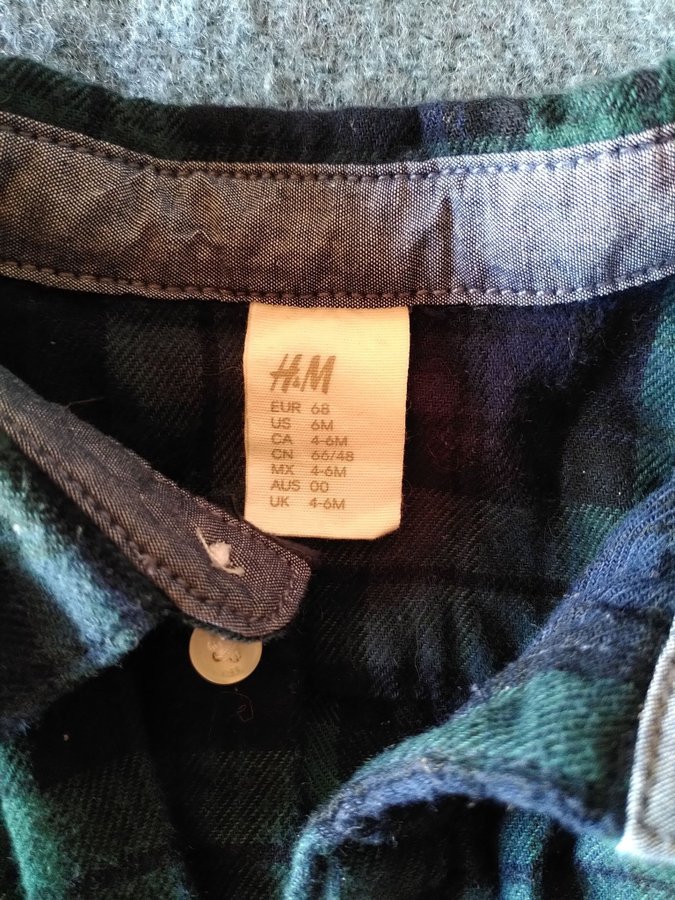 H&M
EUR 68
US 6M
CA 4-6M
CN 66/48
MX 4-6M
AUS 00
UK 4-6M